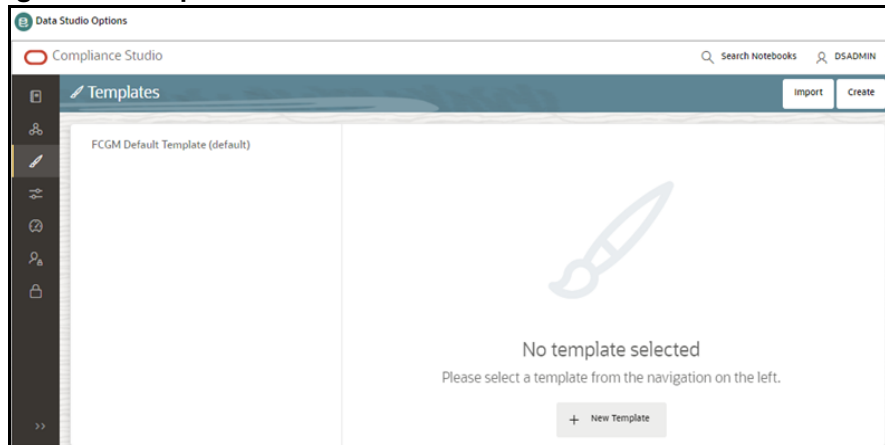 Data Studio Options
Compliance Studio
Search Notebooks
DSADMIN
Templates
Import
Create
FCGM Default Template (default)
No template selected
Please select a template from the navigation on the left.
+ New Template
>>